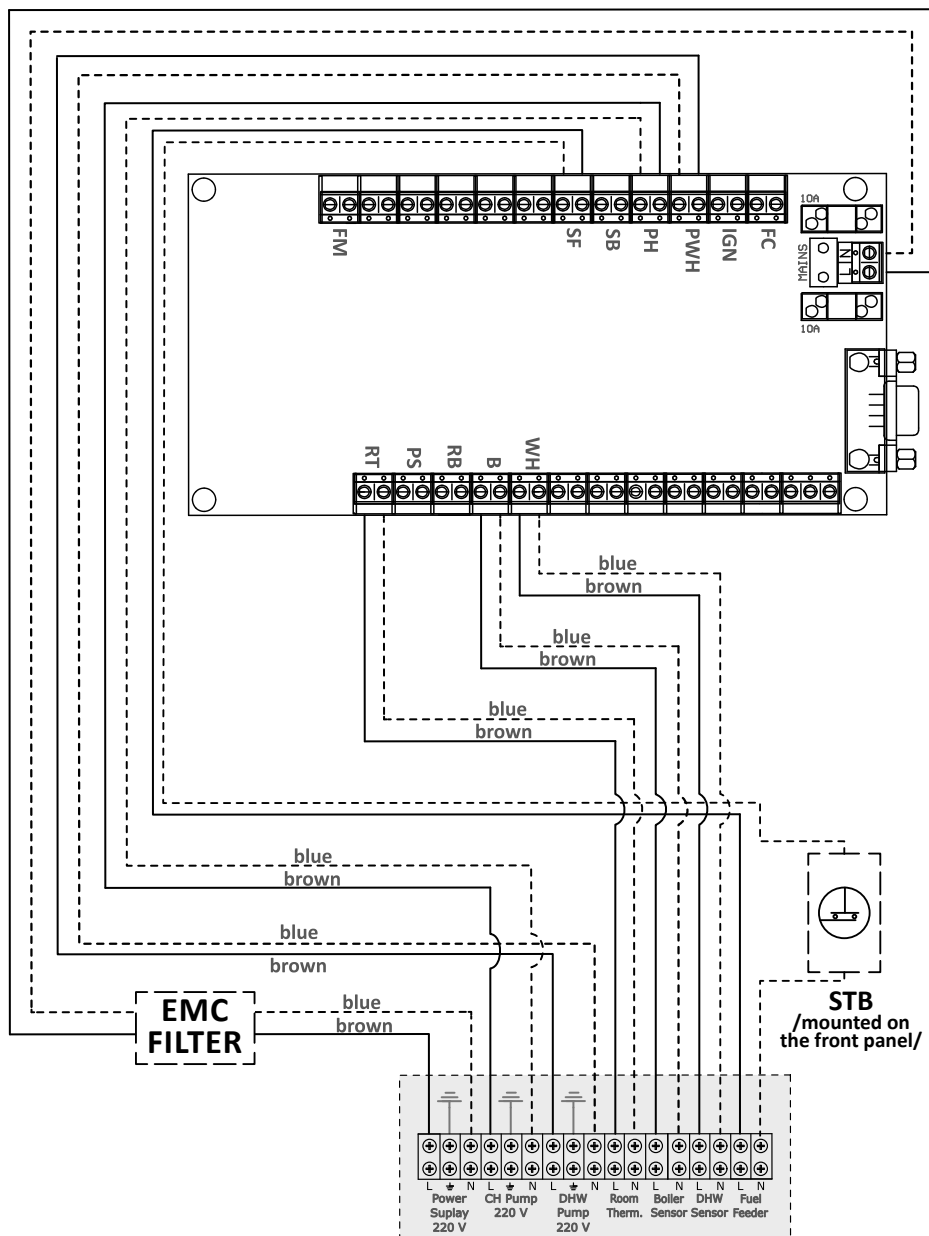 10A
FM
SF
SB
PH
PWH
IGN
FC
MAINS
L N
10A
RT
PS
RB
B
WH
blue
brown
blue
brown
blue
brown
blue
brown
blue
brown
EMC
FILTER
blue
brown
STB
/mounted on
the front panel/
L N L N L N L N L N L N L N
Power
Suplay
220 V
CH Pump
220 V
DHW
Pump
220 V
Room
Therm.
Boiler
Sensor
DHW
Sensor
Fuel
Feeder